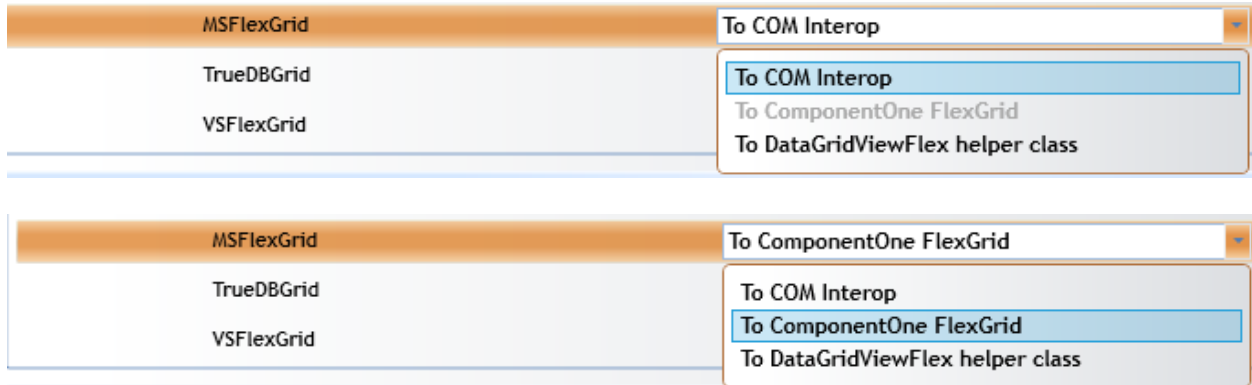 MSFlexGrid To COM Interop
TrueDBGrid To COM Interop
To ComponentOne FlexGrid
VSFlexGrid To DataGridViewFlex helper class
MSFlexGrid To ComponentOne FlexGrid
TrueDBGrid To COM Interop
To ComponentOne FlexGrid
VSFlexGrid To DataGridViewFlex helper class